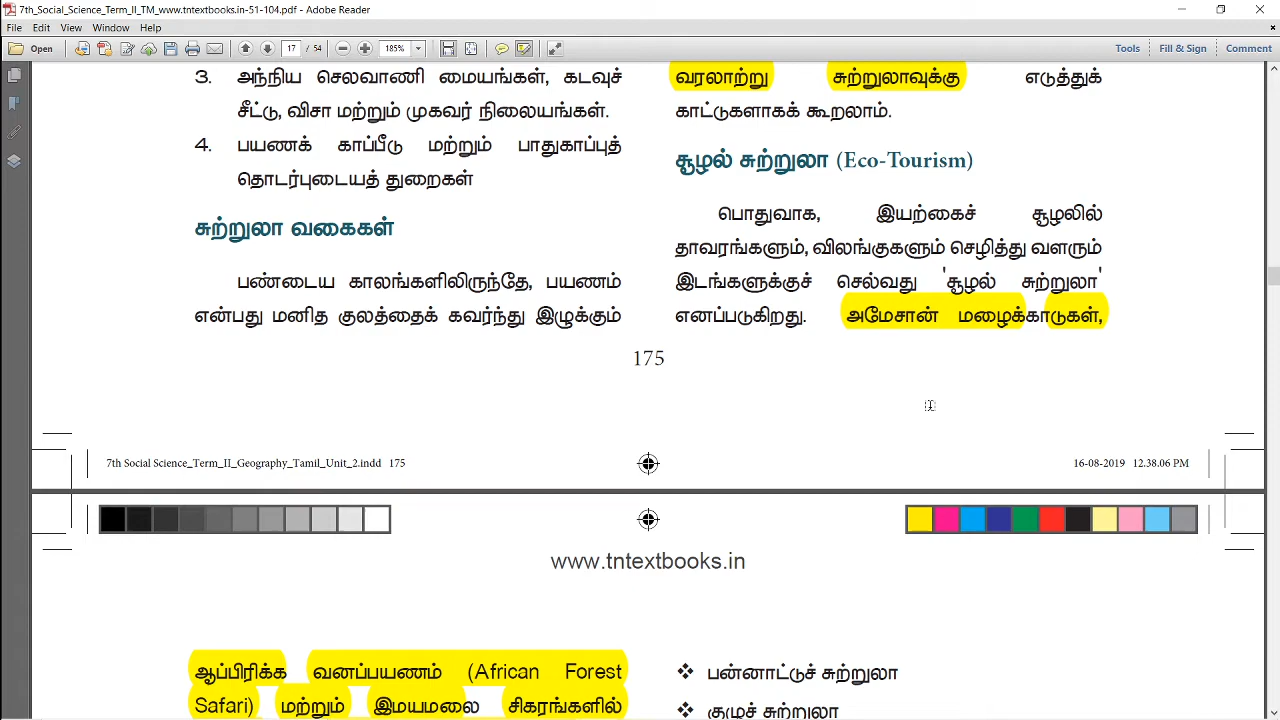 7th_Social_Science_Term_II_TM_www.tntextbooks.in-51-104.pdf - Adobe Reader
File Edit View Window Help
Open 17 / 54 185% Tools Fill & Sign Comment
3. அந்நிய செலவாணி மையங்கள், கடவுச்
சீட்டு, விசா மற்றும் முகவர் நிலையங்கள்.
4. பயணக் காப்பீடு மற்றும் பாதுகாப்புத்
தொடர்புடையத் துறைகள்
சுற்றுலா வகைகள்
பண்டைய காலங்களிலிருந்தே, பயணம்
என்பது மனித குலத்தைக் கவர்ந்து இழுக்கும்
வரலாற்று சுற்றுலாவுக்கு எடுத்துக்
காட்டுகளாகக் கூறலாம்.
சூழல் சுற்றுலா (Eco-Tourism)
பொதுவாக, இயற்கைச் சூழலில்
தாவரங்களும், விலங்குகளும் செழித்து வளரும்
இடங்களுக்குச் செல்வது 'சூழல் சுற்றுலா'
எனப்படுகிறது. அமேசான் மழைக்காடுகள்,
175
7th Social Science_Term_II_Geography_Tamil_Unit_2.indd 175
16-08-2019 12.38.06 PM
www.tntextbooks.in
ஆப்பிரிக்க வனப்பயணம் (African Forest
Safari) மற்றும் இமயமலை சிகரங்களில்
❖ பன்னாட்டுச் சுற்றுலா
❖ குழுச் சுற்றுலா